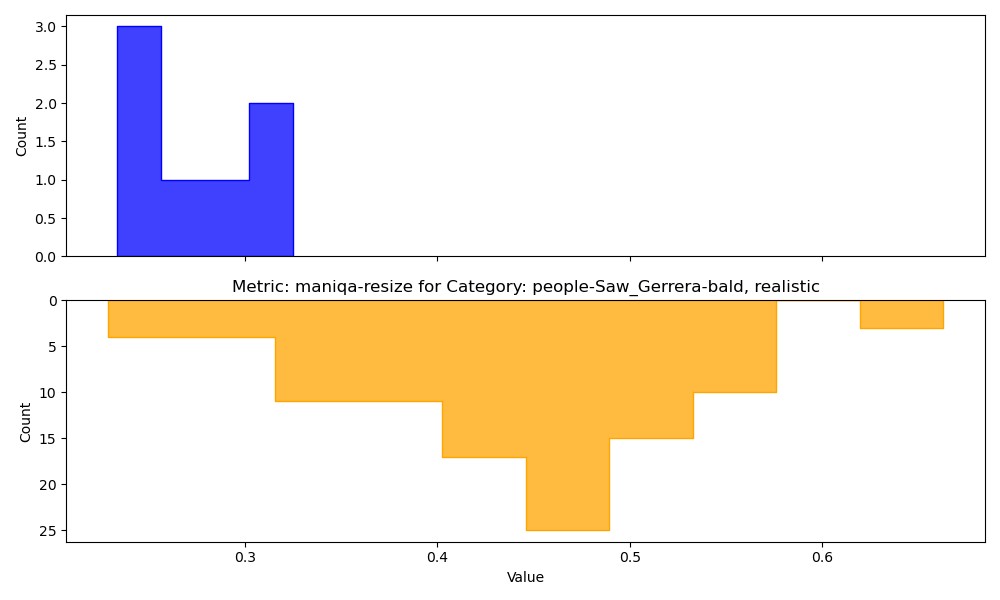 3.0
2.5
2.0
1.5
1.0
0.5
0.0
Count
Metric: maniqa-resize for Category: people-Saw_Gerrera-bald, realistic
0
5
10
15
20
25
Count
0.3 0.4 0.5 0.6
Value